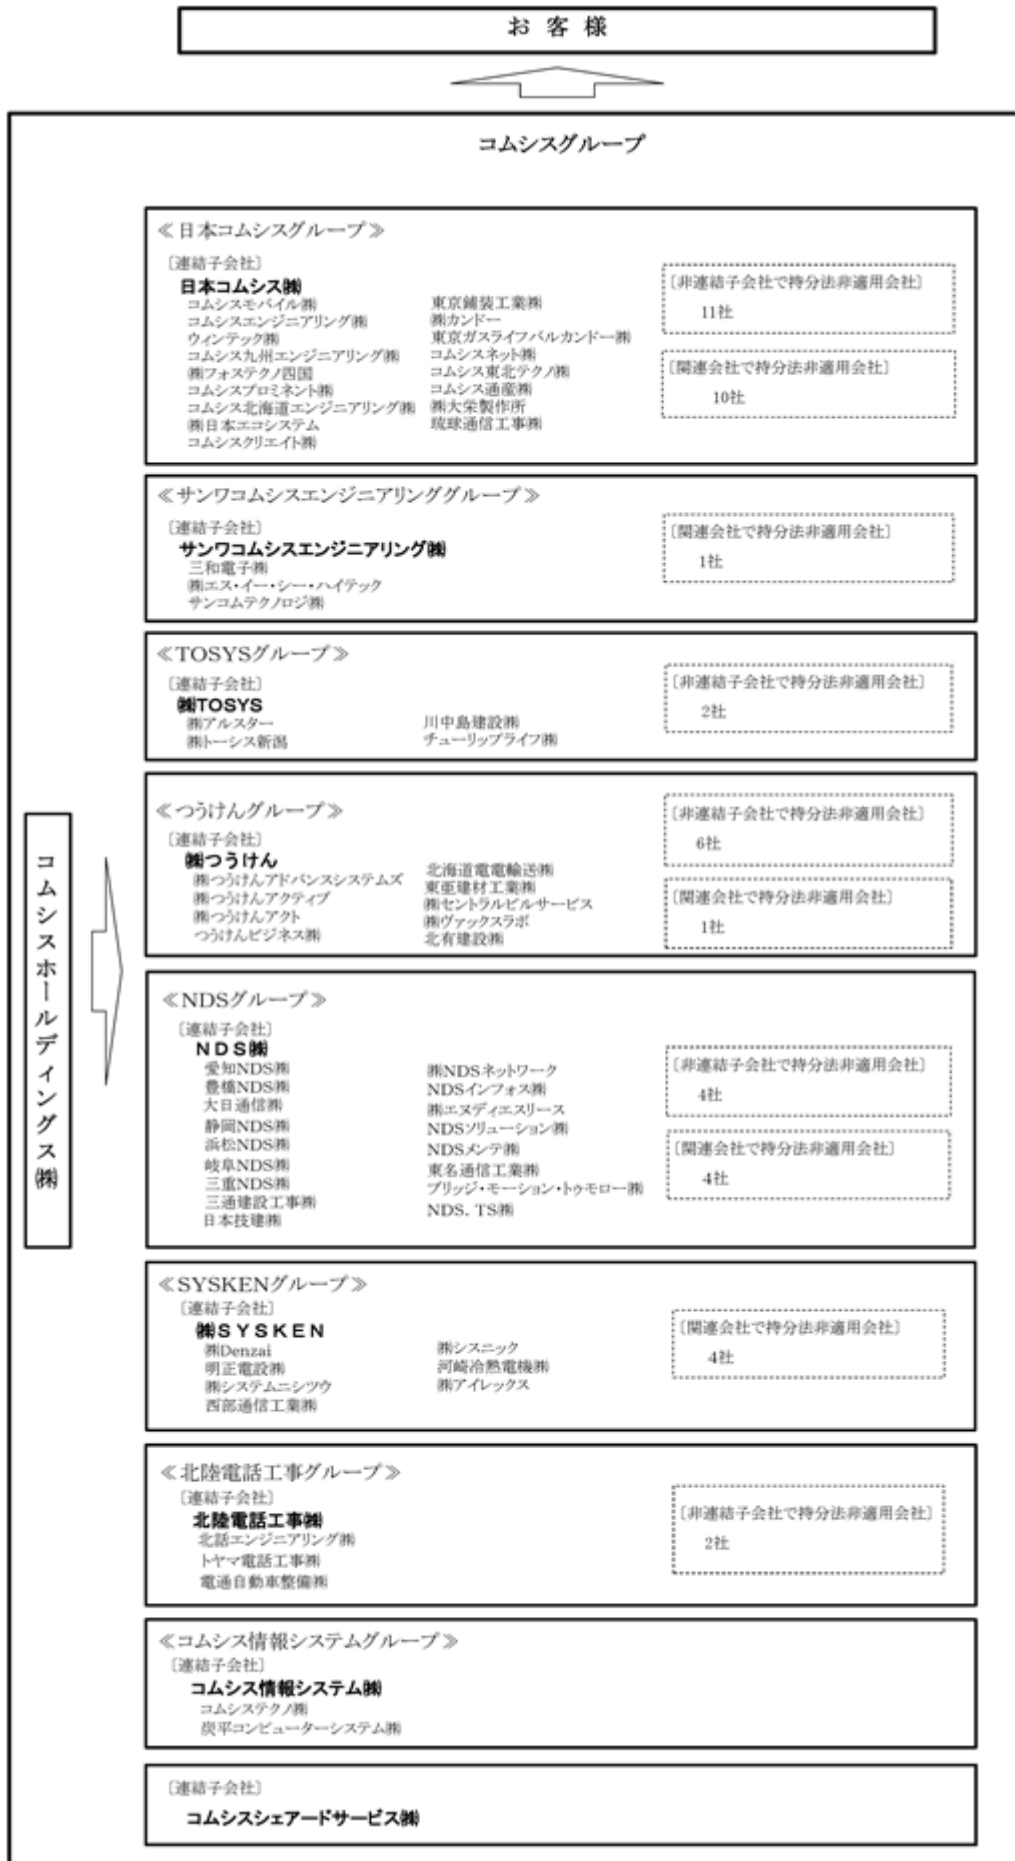 お 客 様
コムシスグループ
コムシスホールディングス㈱
≪日本コムシスグループ≫
〔連結子会社〕
日本コムシス㈱
コムシスモバイル㈱
コムシスエンジニアリング㈱
ウィンテック㈱
コムシス九州エンジニアリング㈱
㈱フォステクノ四国
コムシスプロミネント㈱
コムシス北海道エンジニアリング㈱
㈱日本エコシステム
コムシスクリエイト㈱
東京舗装工業㈱
㈱カンドー
東京ガスライフバルカンドー㈱
コムシスネット㈱
コムシス東北テクノ㈱
コムシス通産㈱
㈱大栄製作所
琉球通信工事㈱
〔非連結子会社で持分法非適用会社〕
11社
〔関連会社で持分法非適用会社〕
10社
≪サンワコムシスエンジニアリンググループ≫
〔連結子会社〕
サンワコムシスエンジニアリング㈱
三和電子㈱
㈱エス・イー・シー・ハイテック
サンコムテクノロジ㈱
〔関連会社で持分法非適用会社〕
1社
≪TOSYSグループ≫
〔連結子会社〕
㈱TOSYS
㈱アルスター
㈱トーシス新潟
川中島建設㈱
チューリップライフ㈱
〔非連結子会社で持分法非適用会社〕
2社
≪つうけんグループ≫
〔連結子会社〕
㈱つうけん
㈱つうけんアドバンスシステムズ
㈱つうけんアクティブ
㈱つうけんアクト
つうけんビジネス㈱
北海道電電輸送㈱
東亜建材工業㈱
㈱セントラルビルサービス
㈱ヴァックスラボ
北有建設㈱
〔非連結子会社で持分法非適用会社〕
6社
〔関連会社で持分法非適用会社〕
1社
≪NDSグループ≫
〔連結子会社〕
ＮＤＳ㈱
愛知NDS㈱
豊橋NDS㈱
大日通信㈱
静岡NDS㈱
浜松NDS㈱
岐阜NDS㈱
三重NDS㈱
三通建設工事㈱
日本技建㈱
㈱NDSネットワーク
NDSインフォス㈱
㈱エヌディエスリース
NDSソリューション㈱
NDSメンテ㈱
東名通信工業㈱
ブリッジ・モーション・トゥモロー㈱
NDS．TS㈱
〔非連結子会社で持分法非適用会社〕
4社
〔関連会社で持分法非適用会社〕
4社
≪SYSKENグループ≫
〔連結子会社〕
㈱ＳＹＳＫＥＮ
㈱Denzai
明正電設㈱
㈱システムニシツウ
西部通信工業㈱
㈱シスニック
河崎冷熱電機㈱
㈱アイレックス
〔関連会社で持分法非適用会社〕
4社
≪北陸電話工事グループ≫
〔連結子会社〕
北陸電話工事㈱
北話エンジニアリング㈱
トヤマ電話工事㈱
電通自動車整備㈱
〔非連結子会社で持分法非適用会社〕
2社
≪コムシス情報システムグループ≫
〔連結子会社〕
コムシス情報システム㈱
コムシステクノ㈱
炭平コンピューターシステム㈱
〔連結子会社〕
コムシスシェアードサービス㈱